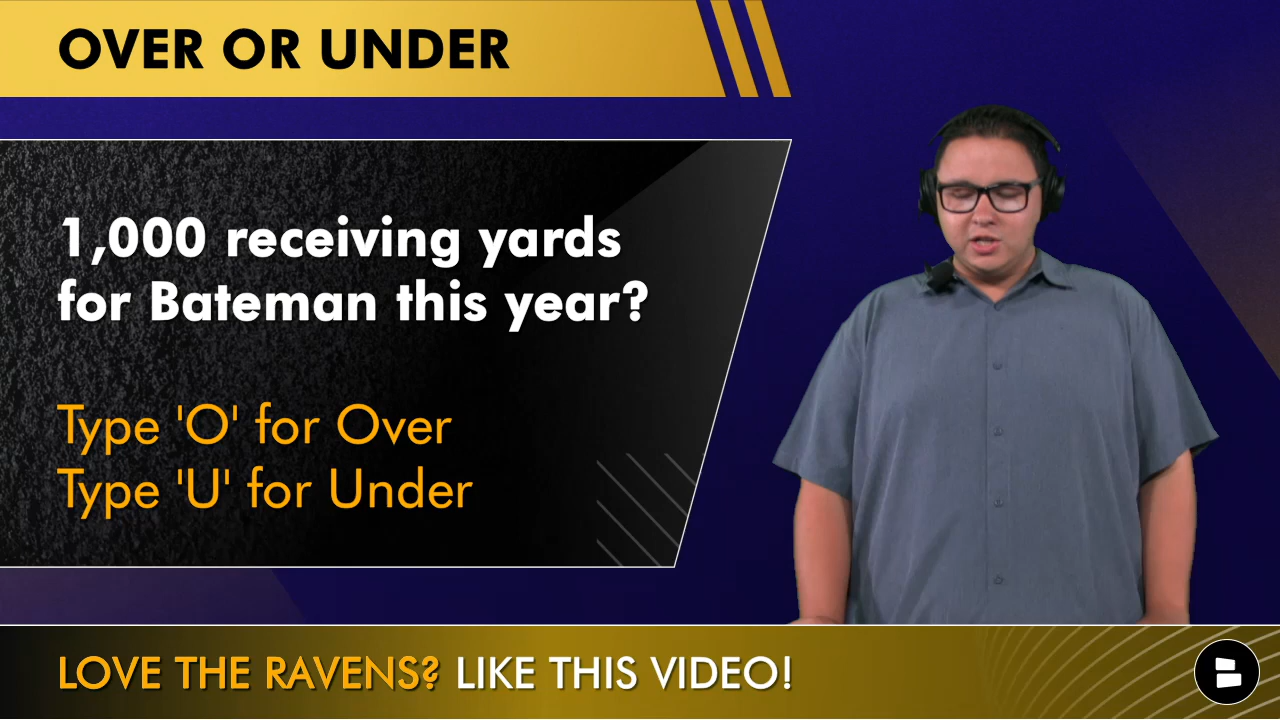 OVER OR UNDER
1,000 receiving yards
for Bateman this year?
Type 'O' for Over
Type 'U' for Under
LOVE THE RAVENS? LIKE THIS VIDEO!